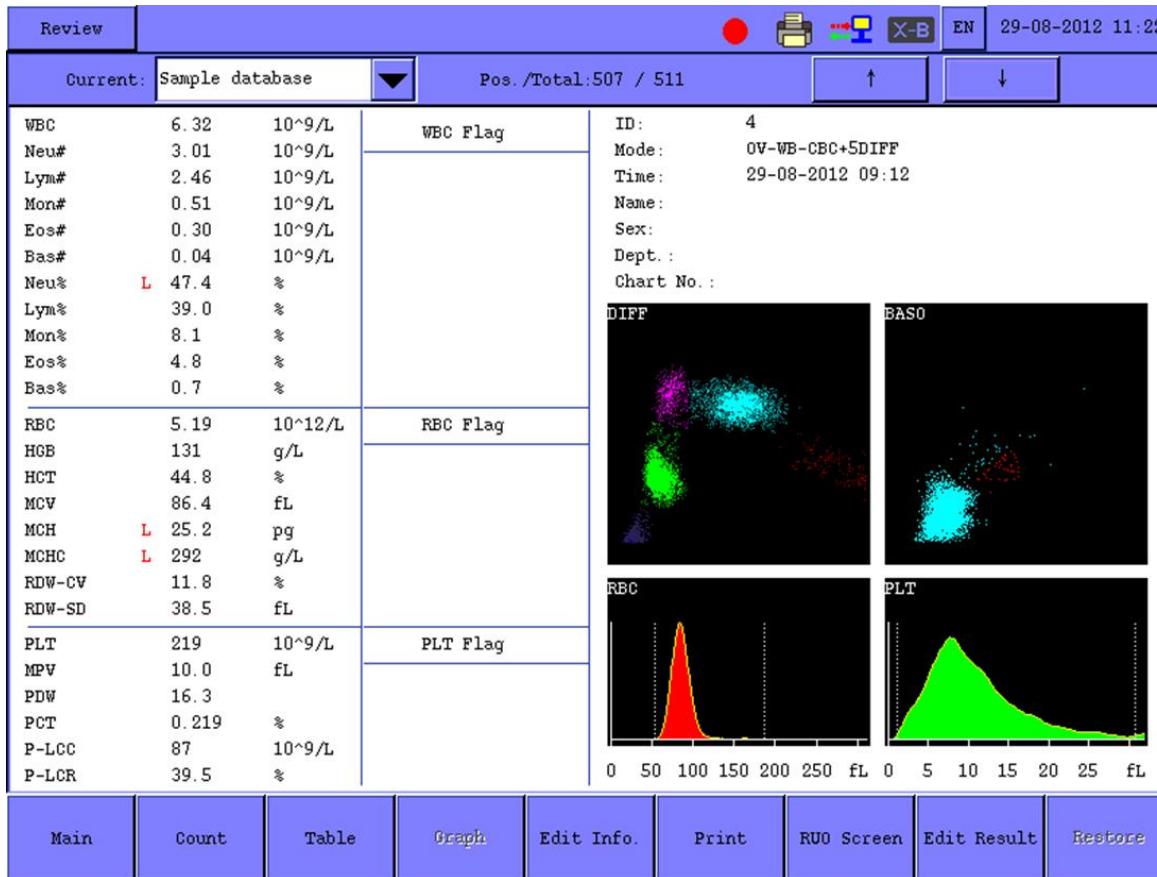 Review X-B EN 29-08-2012 11:22
Current: Sample database Pos./Total:507 / 511 ↑ ↓
WBC 6.32 10^9/L
Neu# 3.01 10^9/L
Lym# 2.46 10^9/L
Mon# 0.51 10^9/L
Eos# 0.30 10^9/L
Bas# 0.04 10^9/L
Neu% L 47.4 %
Lym% 39.0 %
Mon% 8.1 %
Eos% 4.8 %
Bas% 0.7 %
WBC Flag
RBC 5.19 10^12/L
HGB 131 g/L
HCT 44.8 %
MCV 86.4 fL
MCH L 25.2 pg
MCHC L 292 g/L
RDW-CV 11.8 %
RDW-SD 38.5 fL
RBC Flag
PLT 219 10^9/L
MPV 10.0 fL
PDW 16.3
PCT 0.219 %
P-LCC 87 10^9/L
P-LCR 39.5 %
PLT Flag
ID: 4
Mode: OV-WB-CBC+5DIFF
Time: 29-08-2012 09:12
Name:
Sex:
Dept.:
Chart No.:
DIFF
BASO
RBC
0 50 100 150 200 250 fL
PLT
0 5 10 15 20 25 fL
Main Count Table Graph Edit Info. Print RUO Screen Edit Result Restore